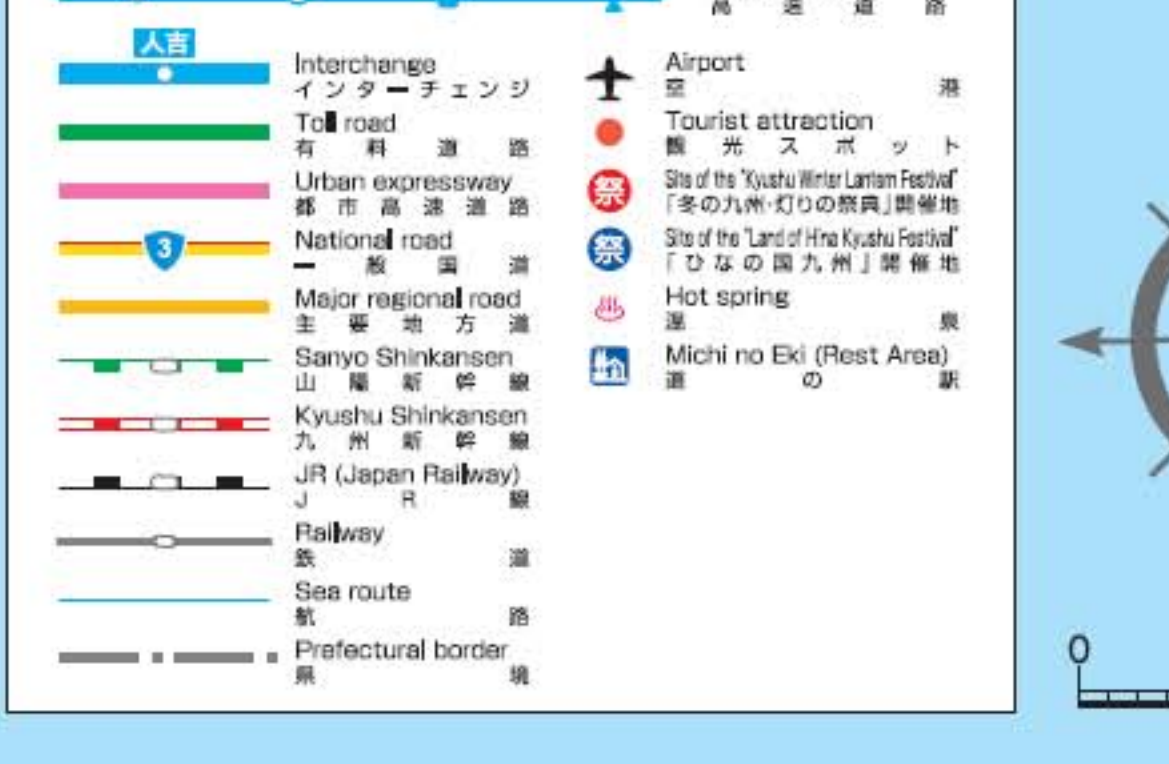 高速道路
人吉
Interchange
インターチェンジ
Toll road
有料道路
Urban expressway
都市高速道路
3
National road
一般国道
Major regional road
主要地方道
Sanyo Shinkansen
山陽新幹線
Kyushu Shinkansen
九州新幹線
JR (Japan Railway)
JR線
Railway
鉄道
Sea route
航路
Prefectural border
県境
Airport
空港
Tourist attraction
観光スポット
祭
Site of the "Kyushu Winter Lantern Festival"
「冬の九州・灯りの祭典」開催地
祭
Site of the "Land of Hina Kyushu Festival"
「ひなの国九州」開催地
Hot spring
温泉
Michi no Eki (Rest Area)
道の駅
0